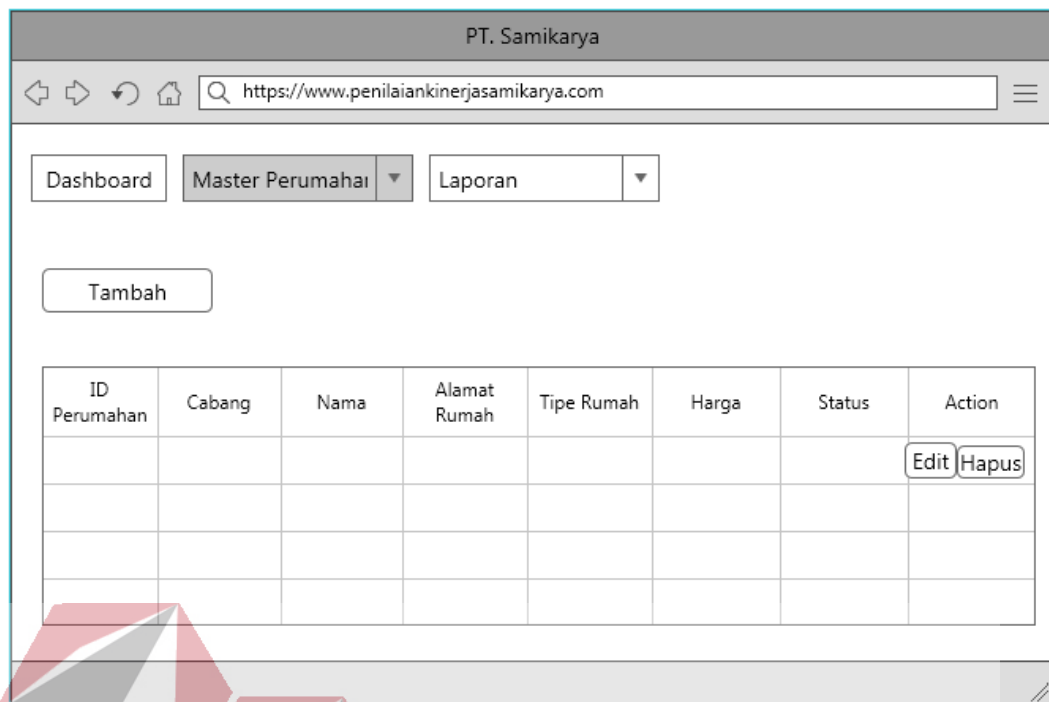 PT. Samikarya
https://www.penilaiankinerjasamikarya.com
Dashboard Master Perumahan Laporan
Tambah
ID Perumahan Cabang Nama Alamat Rumah Tipe Rumah Harga Status Action
Edit Hapus